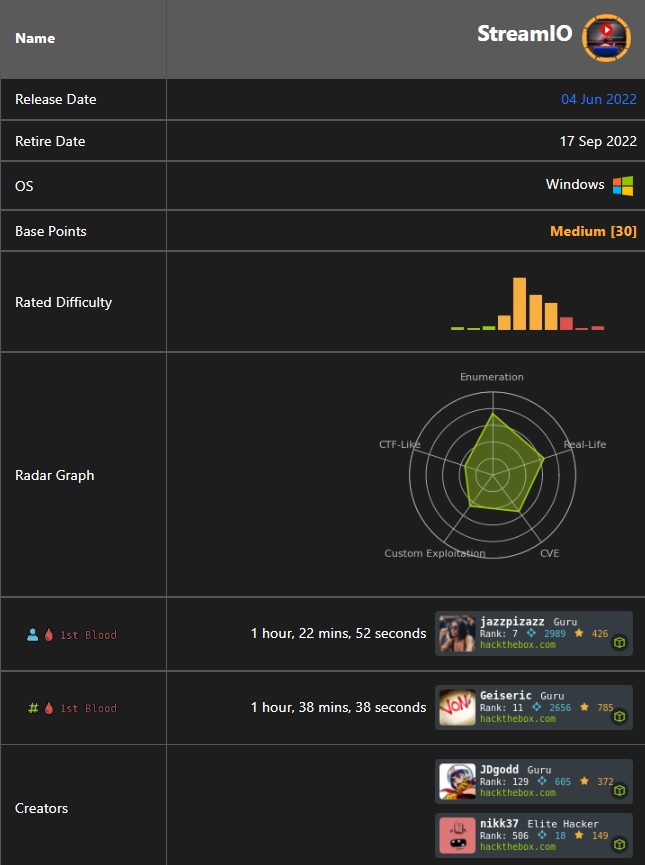 Name StreamIO
Release Date 04 Jun 2022
Retire Date 17 Sep 2022
OS Windows
Base Points Medium [30]
Rated Difficulty
Radar Graph
Enumeration
CTF-Like Real-Life
Custom Exploitation CVE
1st Blood 1 hour, 22 mins, 52 seconds
jazzpizazz Guru
Rank: 7 2989 426
hackthebox.com
# 1st Blood 1 hour, 38 mins, 38 seconds
VON
Geiseric Guru
Rank: 11 2656 785
hackthebox.com
Creators
JDgodd Guru
Rank: 129 605 372
hackthebox.com
nikk37 Elite Hacker
Rank: 506 18 149
hackthebox.com